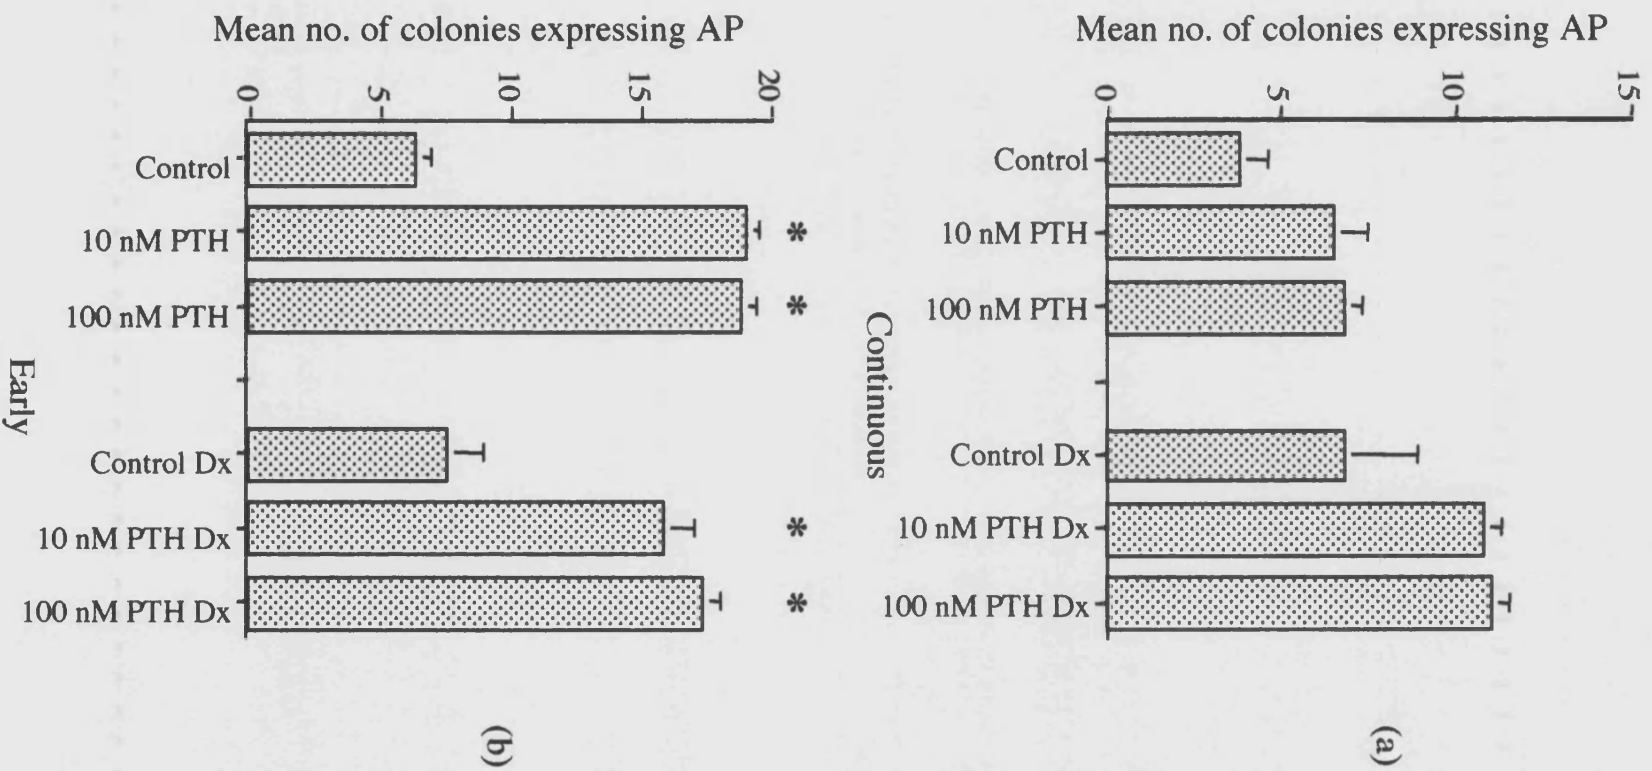 (a)
Mean no. of colonies expressing AP
15
10
5
0
Control
10 nM PTH
100 nM PTH
Control Dx
10 nM PTH Dx
100 nM PTH Dx
Continuous
(b)
Mean no. of colonies expressing AP
20
15
10
5
0
Control
10 nM PTH
100 nM PTH
Control Dx
10 nM PTH Dx
100 nM PTH Dx
* * * *
Early